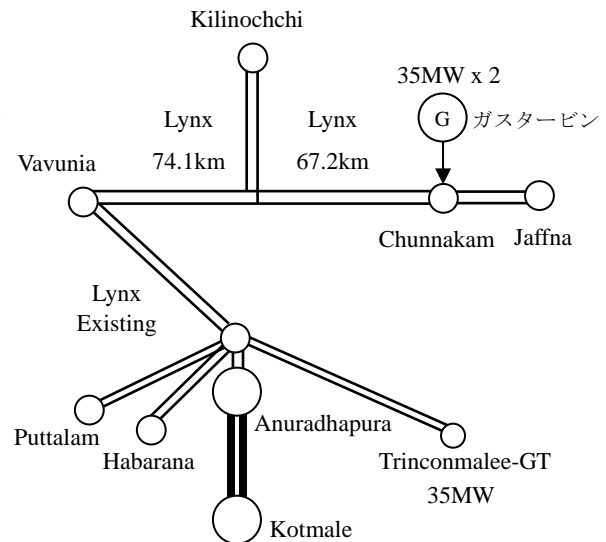 Kilinochchi
35MW x 2
G
ガスタービン
Lynx
Lynx
74.1km
67.2km
Vavunia
Chunnakam
Jaffna
Lynx
Existing
Puttalam
Habarana
Anuradhapura
Trinconmalee-GT
35MW
Kotmale